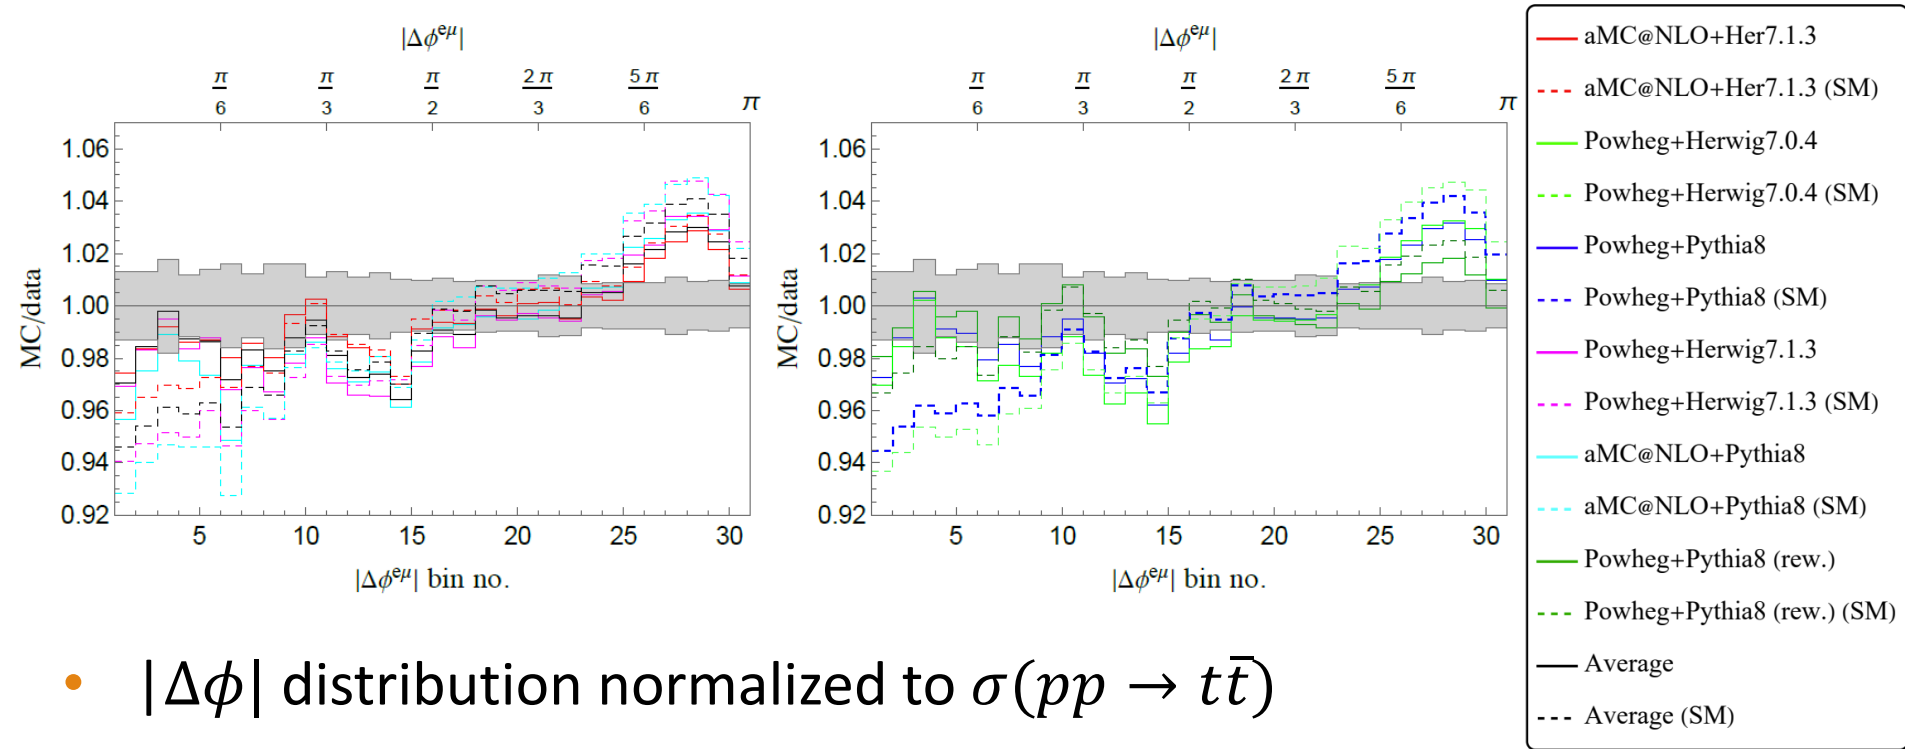 |Δϕ^eμ|
π/6 π/3 π/2 2π/3 5π/6 π
1.06
1.04
1.02
1.00
0.98
0.96
0.94
0.92
MC/data
5 10 15 20 25 30
|Δϕ^eμ| bin no.
|Δϕ^eμ|
π/6 π/3 π/2 2π/3 5π/6 π
1.06
1.04
1.02
1.00
0.98
0.96
0.94
0.92
MC/data
5 10 15 20 25 30
|Δϕ^eμ| bin no.
aMC@NLO+Her7.1.3
aMC@NLO+Her7.1.3 (SM)
Powheg+Herwig7.0.4
Powheg+Herwig7.0.4 (SM)
Powheg+Pythia8
Powheg+Pythia8 (SM)
Powheg+Herwig7.1.3
Powheg+Herwig7.1.3 (SM)
aMC@NLO+Pythia8
aMC@NLO+Pythia8 (SM)
Powheg+Pythia8 (rew.)
Powheg+Pythia8 (rew.) (SM)
Average
Average (SM)
• |Δϕ| distribution normalized to σ(pp → tt̄)